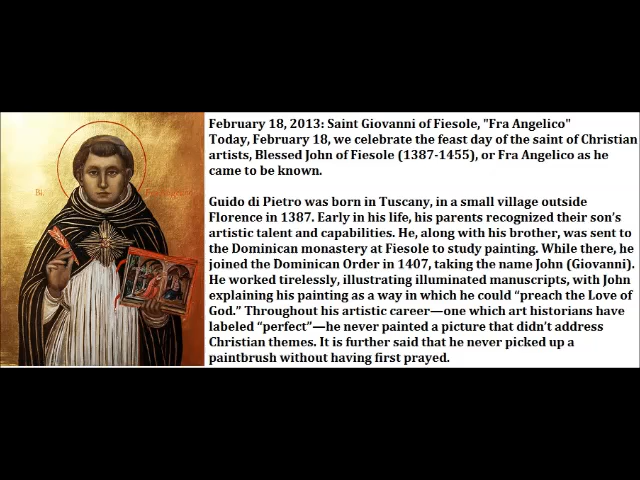 February 18, 2013: Saint Giovanni of Fiesole, "Fra Angelico"
Today, February 18, we celebrate the feast day of the saint of Christian
artists, Blessed John of Fiesole (1387-1455), or Fra Angelico as he
came to be known.
Guido di Pietro was born in Tuscany, in a small village outside
Florence in 1387. Early in his life, his parents recognized their son’s
artistic talent and capabilities. He, along with his brother, was sent to
the Dominican monastery at Fiesole to study painting. While there, he
joined the Dominican Order in 1407, taking the name John (Giovanni).
He worked tirelessly, illustrating illuminated manuscripts, with John
explaining his painting as a way in which he could “preach the Love of
God.” Throughout his artistic career—one which art historians have
labeled “perfect”—he never painted a picture that didn’t address
Christian themes. It is further said that he never picked up a
paintbrush without having first prayed.